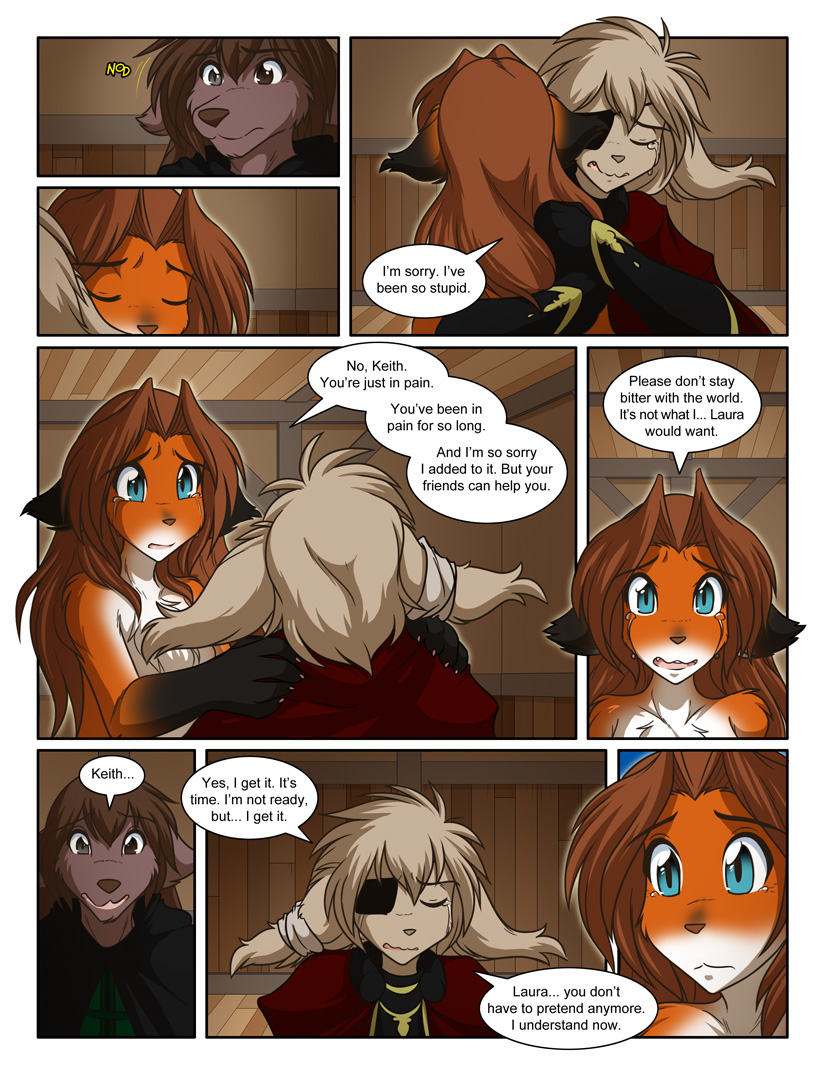 NOD
I'm sorry. I've
been so stupid.
No, Keith.
You're just in pain.
You've been in
pain for so long.
And I'm so sorry
I added to it. But your
friends can help you.
Please don't stay
bitter with the world.
It's not what I... Laura
would want.
Keith...
Yes, I get it. It's
time. I'm not ready,
but... I get it.
Laura... you don't
have to pretend anymore.
I understand now.